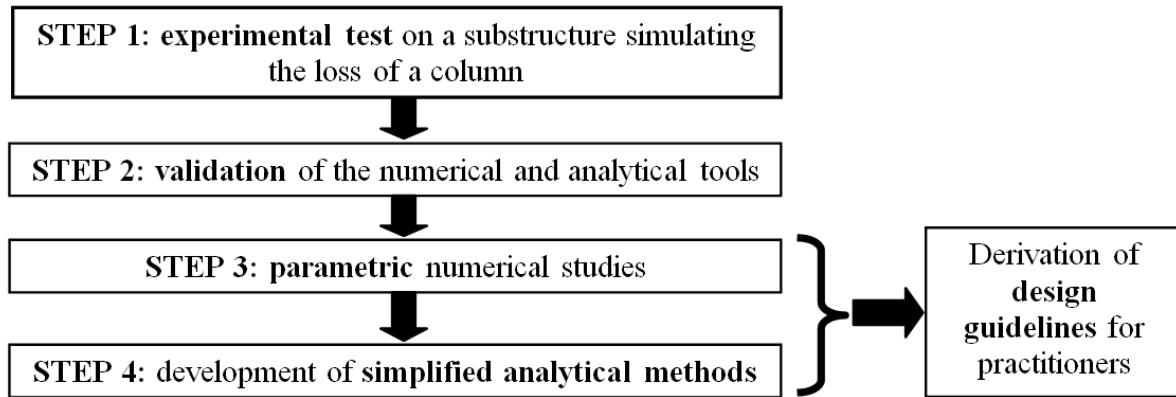 STEP 1: experimental test on a substructure simulating
the loss of a column
STEP 2: validation of the numerical and analytical tools
STEP 3: parametric numerical studies
STEP 4: development of simplified analytical methods
Derivation of
design
guidelines for
practitioners